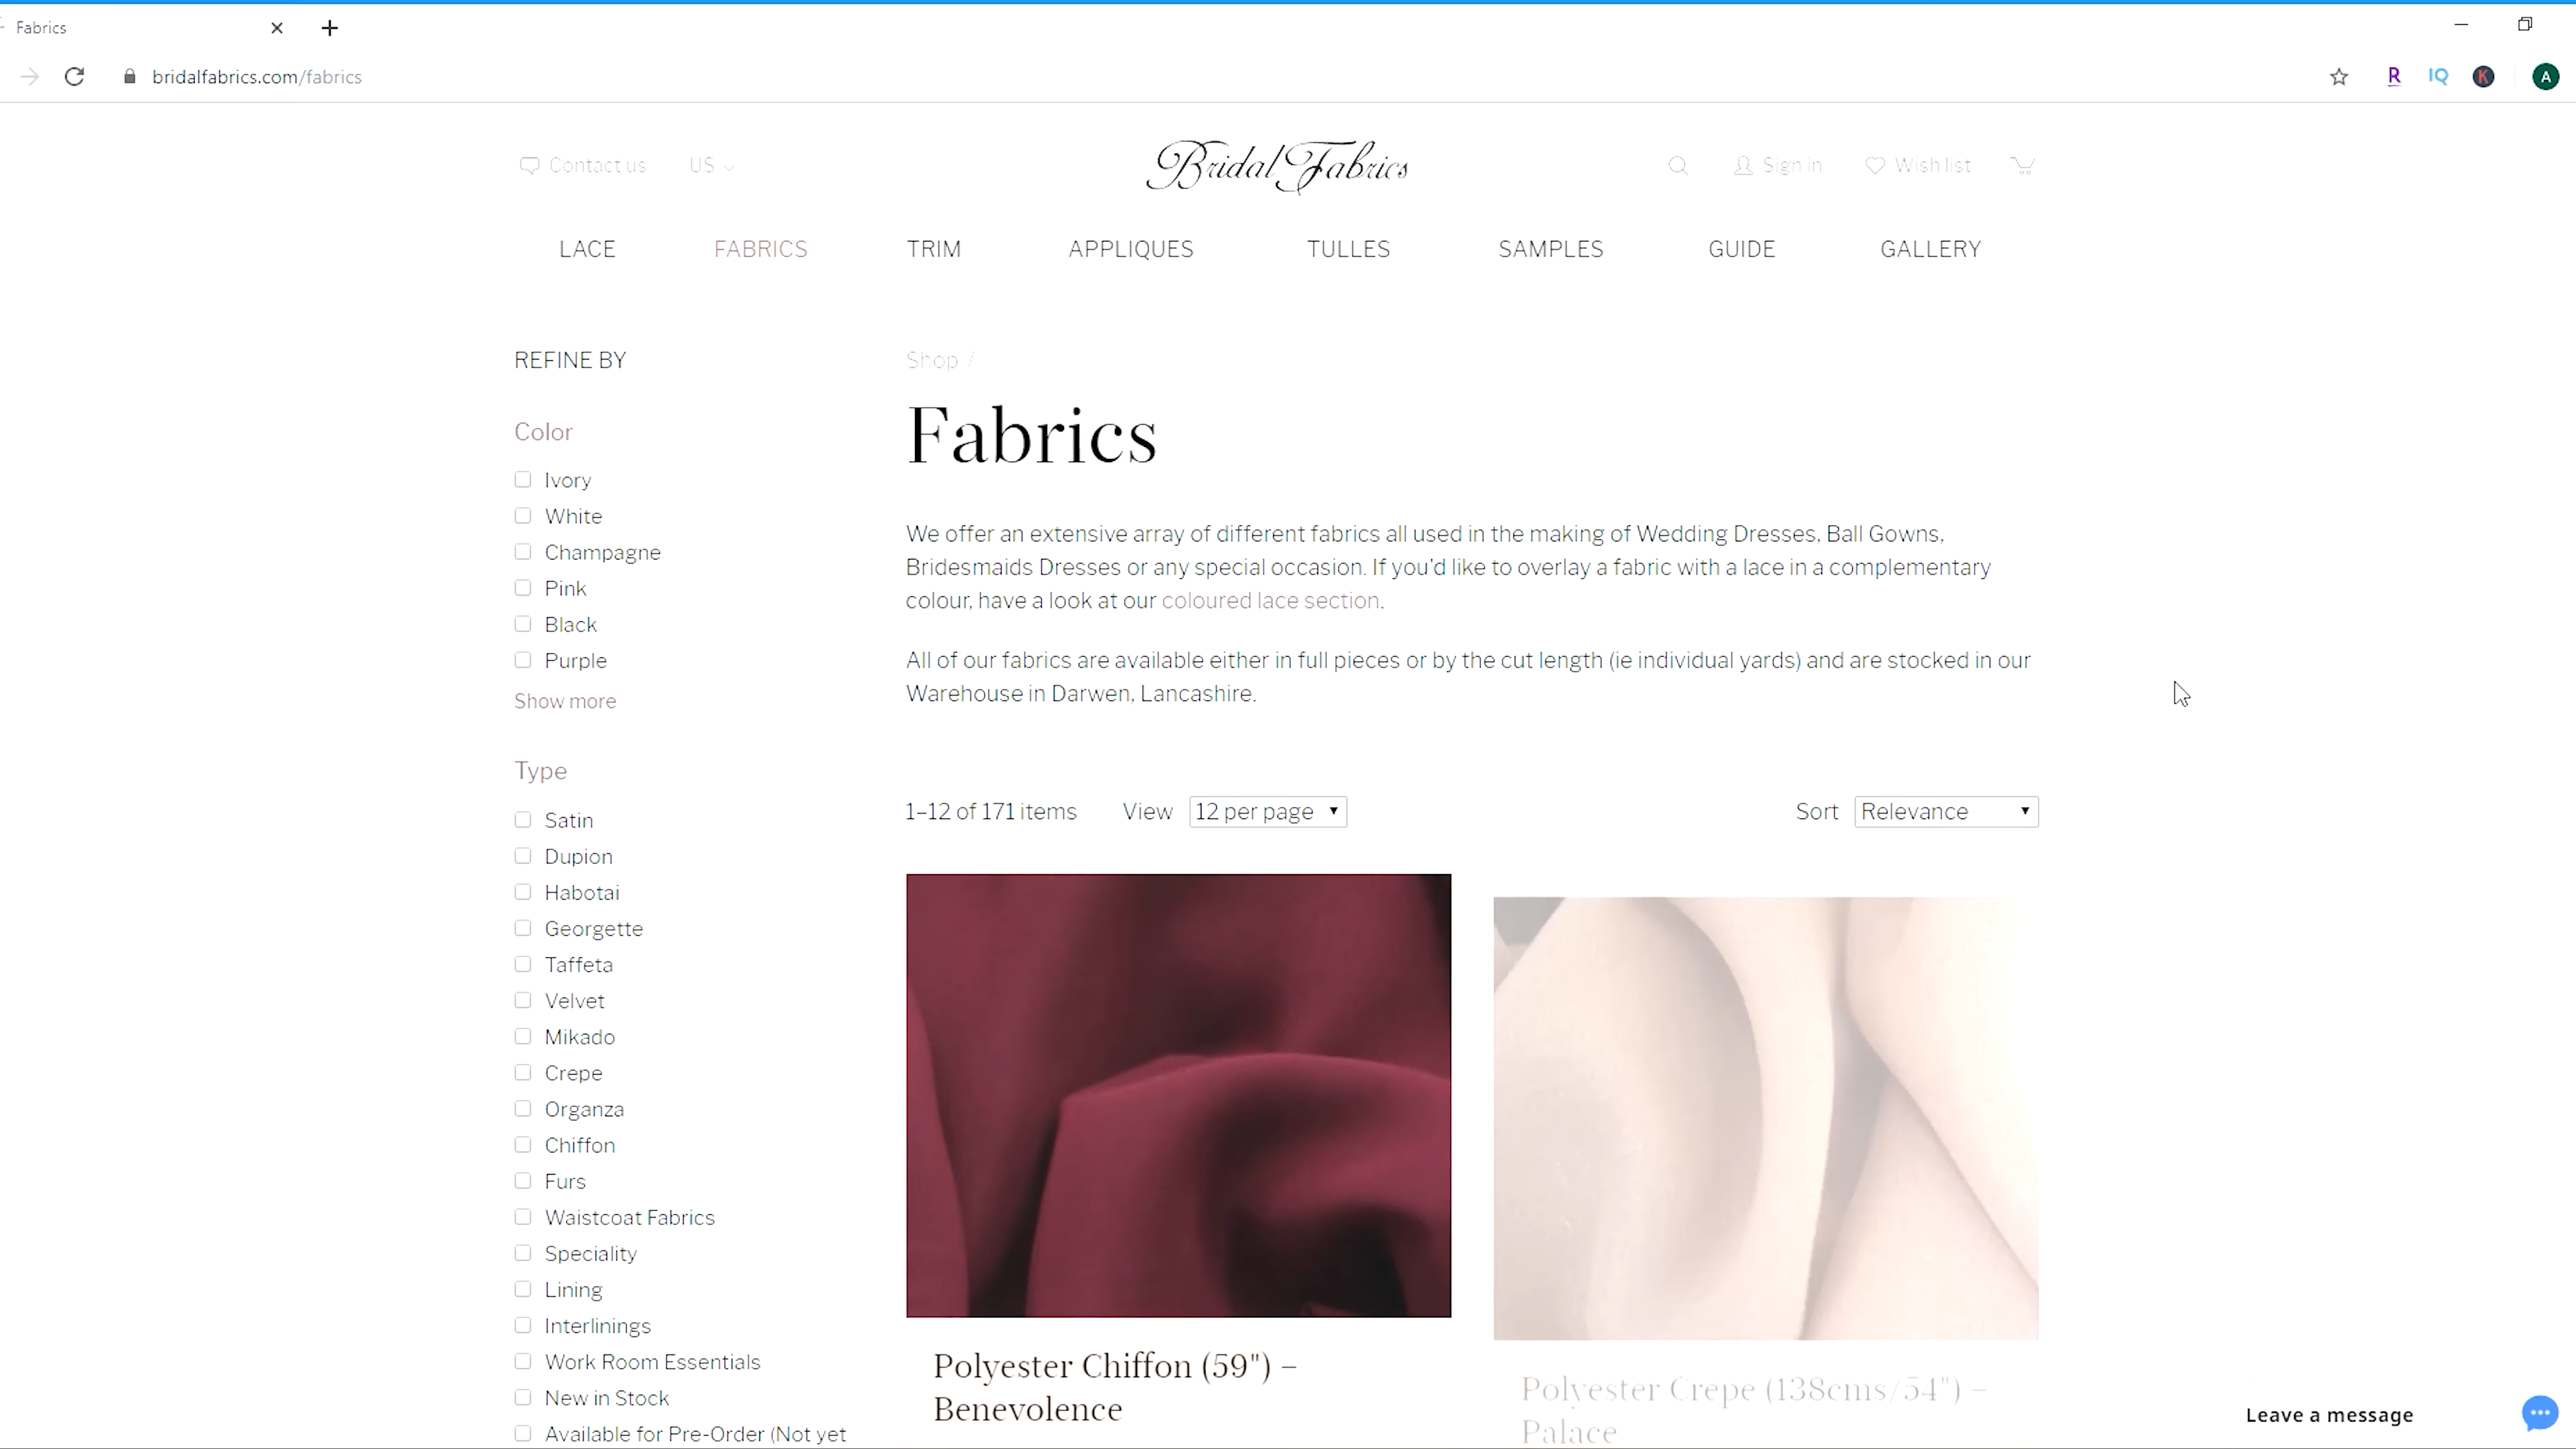 Fabrics
bridalfabrics.com/fabrics
R IQ K A
Contact us US Bridal Fabrics Sign in Wish list
LACE FABRICS TRIM APPLIQUES TULLES SAMPLES GUIDE GALLERY
REFINE BY
Color
Ivory
White
Champagne
Pink
Black
Purple
Show more
Type
Satin
Dupion
Habotai
Georgette
Taffeta
Velvet
Mikado
Crepe
Organza
Chiffon
Furs
Waistcoat Fabrics
Speciality
Lining
Interlinings
Work Room Essentials
New in Stock
Available for Pre-Order (Not yet
Shop /
Fabrics
We offer an extensive array of different fabrics all used in the making of Wedding Dresses, Ball Gowns,
Bridesmaids Dresses or any special occasion. If you'd like to overlay a fabric with a lace in a complementary
colour, have a look at our coloured lace section.
All of our fabrics are available either in full pieces or by the cut length (ie individual yards) and are stocked in our
Warehouse in Darwen, Lancashire.
1–12 of 171 items View 12 per page Sort Relevance
Polyester Chiffon (59") –
Benevolence
Polyester Crepe (138cms/54") –
Palace
Leave a message